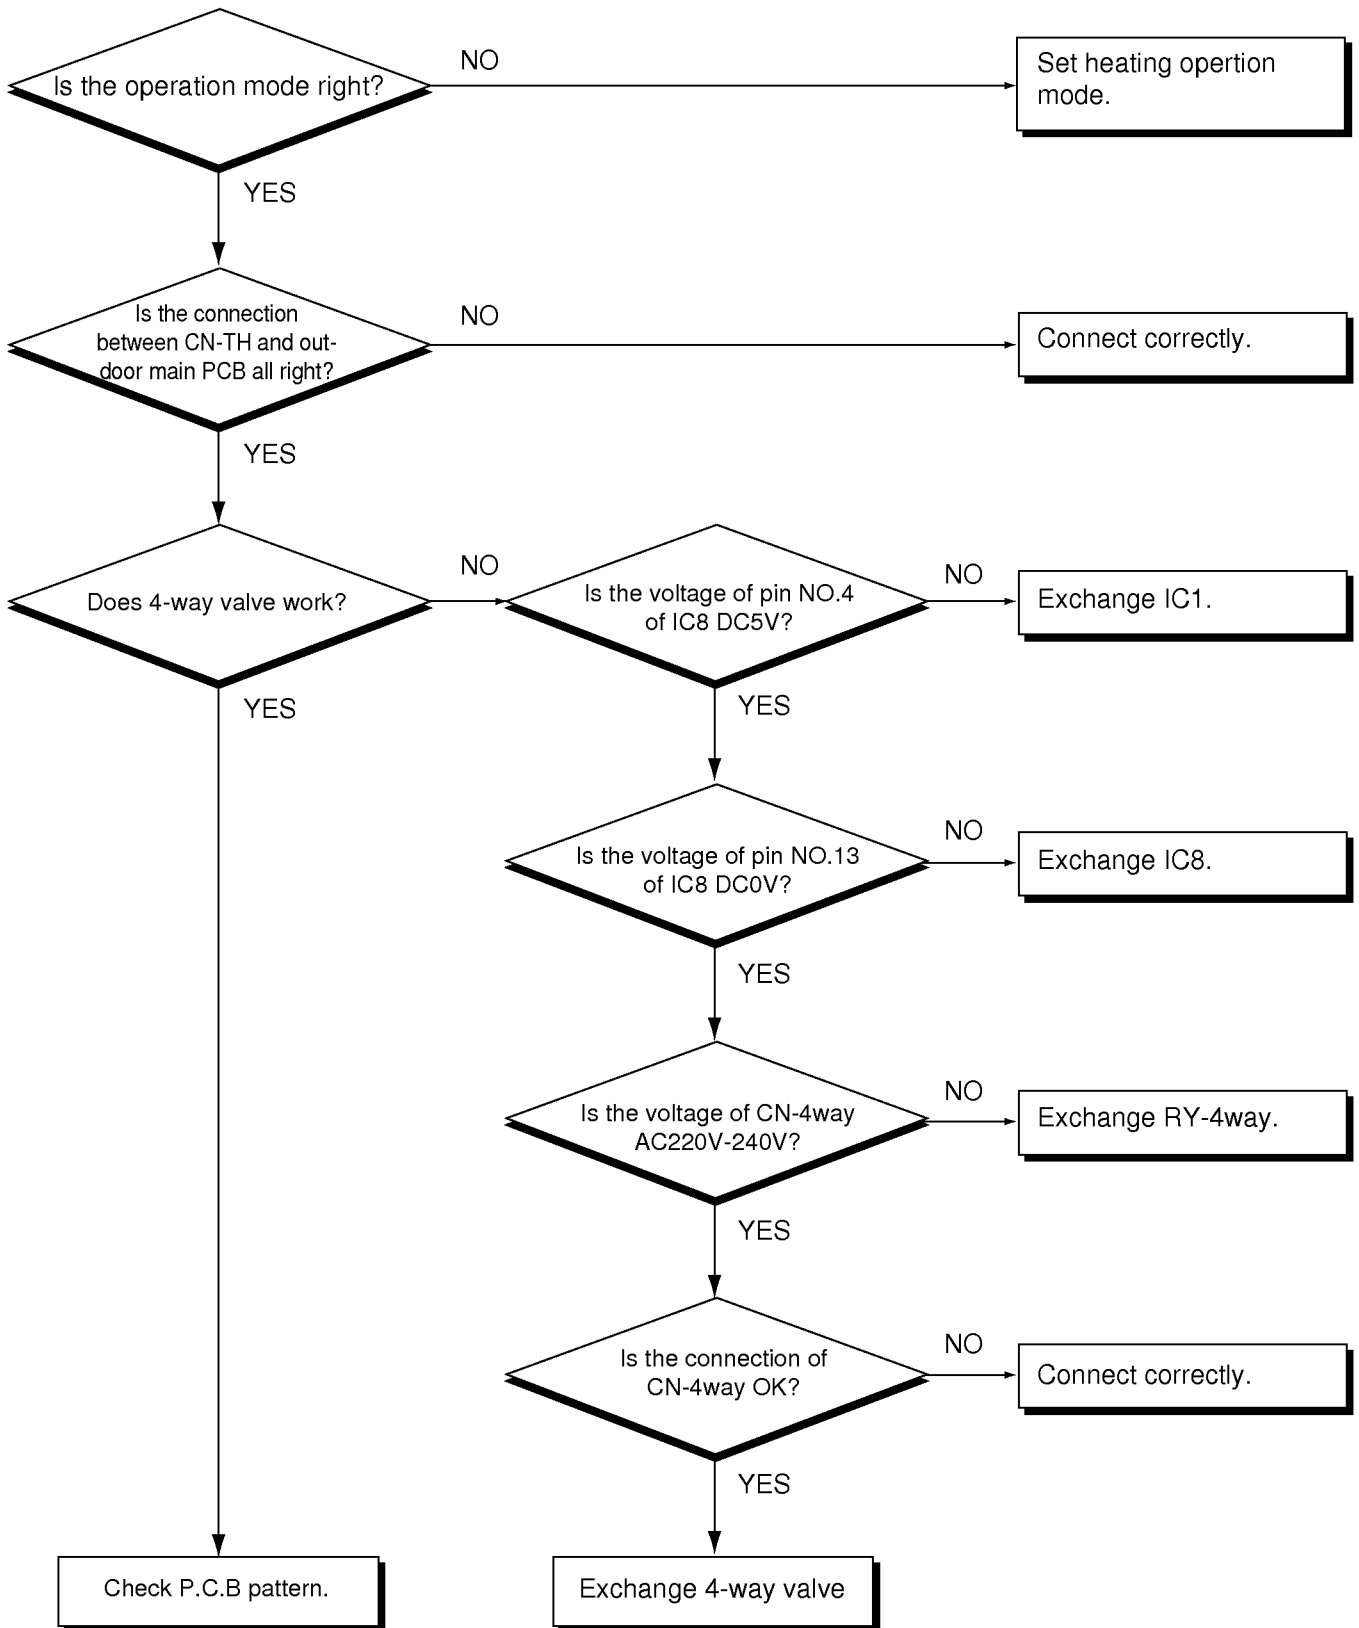 Is the operation mode right?
NO
Set heating opertion
mode.
YES
Is the connection
between CN-TH and out-
door main PCB all right?
NO
Connect correctly.
YES
Does 4-way valve work?
NO
Is the voltage of pin NO.4
of IC8 DC5V?
NO
Exchange IC1.
YES
YES
Is the voltage of pin NO.13
of IC8 DC0V?
NO
Exchange IC8.
YES
Is the voltage of CN-4way
AC220V-240V?
NO
Exchange RY-4way.
YES
Is the connection of
CN-4way OK?
NO
Connect correctly.
YES
Check P.C.B pattern.
Exchange 4-way valve